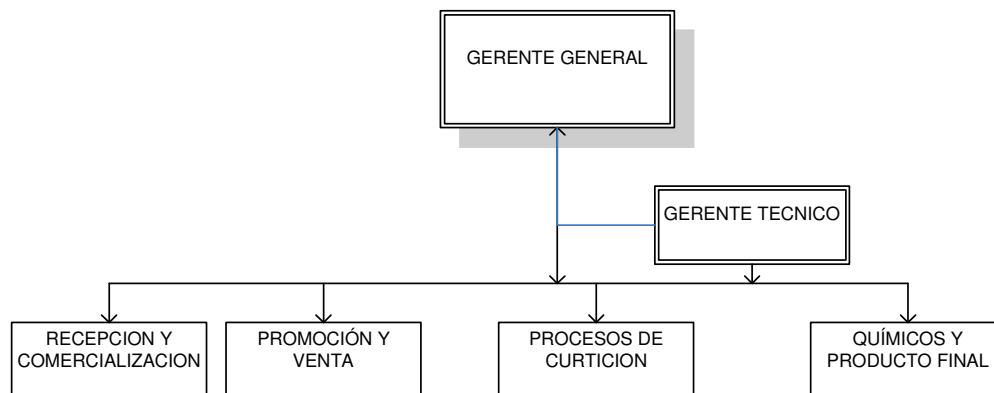 GERENTE GENERAL
GERENTE TECNICO
RECEPCION Y
COMERCIALIZACION
PROMOCIÓN Y
VENTA
PROCESOS DE
CURTICION
QUÍMICOS Y
PRODUCTO FINAL